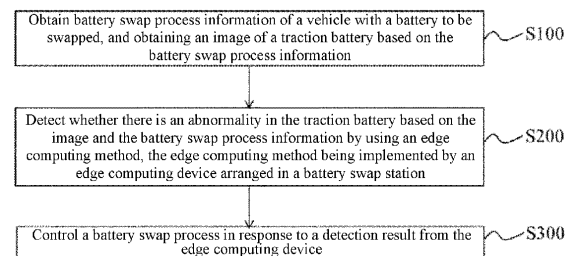 Obtain battery swap process information of a vehicle with a battery to be
swapped, and obtaining an image of a traction battery based on the
battery swap process information
S100
Detect whether there is an abnormality in the traction battery based on the
image and the battery swap process information by using an edge
computing method, the edge computing method being implemented by an
edge computing device arranged in a battery swap station
S200
Control a battery swap process in response to a detection result from the
edge computing device
S300